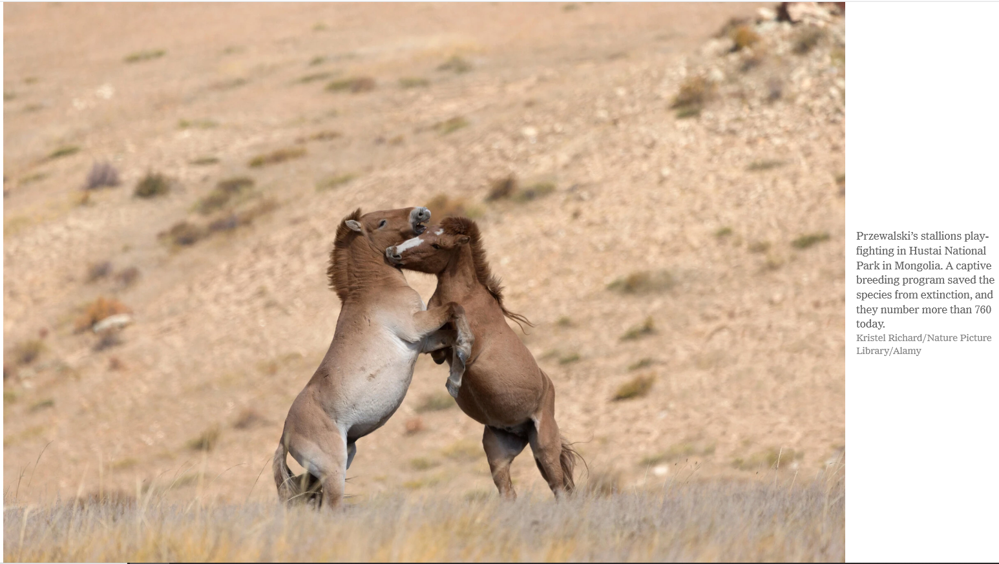 Przewalski’s stallions play-
fighting in Hustai National
Park in Mongolia. A captive
breeding program saved the
species from extinction, and
they number more than 760
today.
Kristel Richard/Nature Picture
Library/Alamy